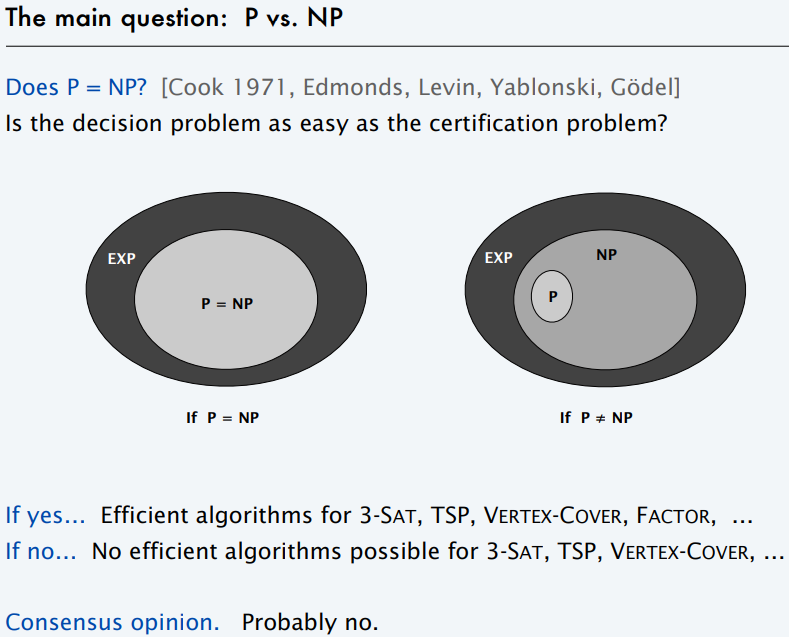 The main question: P vs. NP
Does P = NP? [Cook 1971, Edmonds, Levin, Yablonski, Gödel]
Is the decision problem as easy as the certification problem?
EXP
P = NP
If P = NP
EXP
NP
P
If P ≠ NP
If yes… Efficient algorithms for 3-SAT, TSP, VERTEX-COVER, FACTOR, …
If no… No efficient algorithms possible for 3-SAT, TSP, VERTEX-COVER, …
Consensus opinion. Probably no.